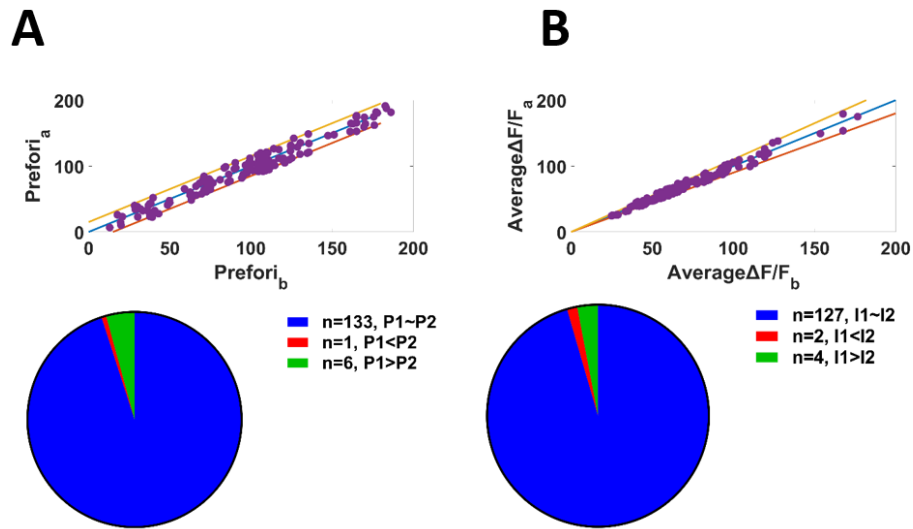 A
B
200
100
0
Prefori_a
0 50 100 150 200
Prefori_b
200
100
0
AverageΔF/F_a
0 50 100 150 200
AverageΔF/F_b
n=133, P1~P2
n=1, P1<P2
n=6, P1>P2
n=127, I1~I2
n=2, I1<I2
n=4, I1>I2